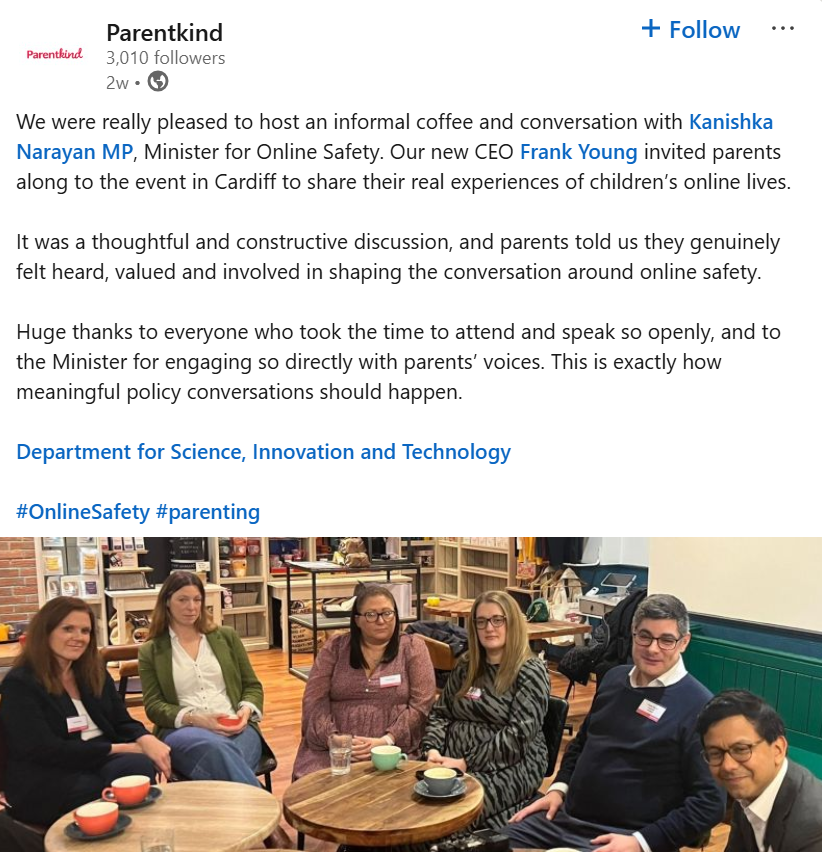 Parentkind
Parentkind
3,010 followers
2w •
+ Follow
...
We were really pleased to host an informal coffee and conversation with Kanishka
Narayan MP, Minister for Online Safety. Our new CEO Frank Young invited parents
along to the event in Cardiff to share their real experiences of children’s online lives.
It was a thoughtful and constructive discussion, and parents told us they genuinely
felt heard, valued and involved in shaping the conversation around online safety.
Huge thanks to everyone who took the time to attend and speak so openly, and to
the Minister for engaging so directly with parents’ voices. This is exactly how
meaningful policy conversations should happen.
Department for Science, Innovation and Technology
#OnlineSafety #parenting